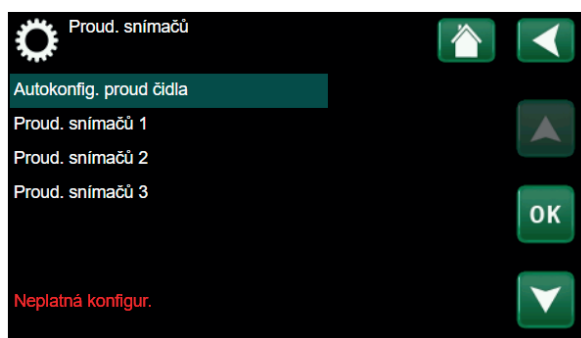 Proud. snímačů
Autokonfig. proud čidla
Proud. snímačů 1
Proud. snímačů 2
Proud. snímačů 3
OK
Neplatná konfigur.